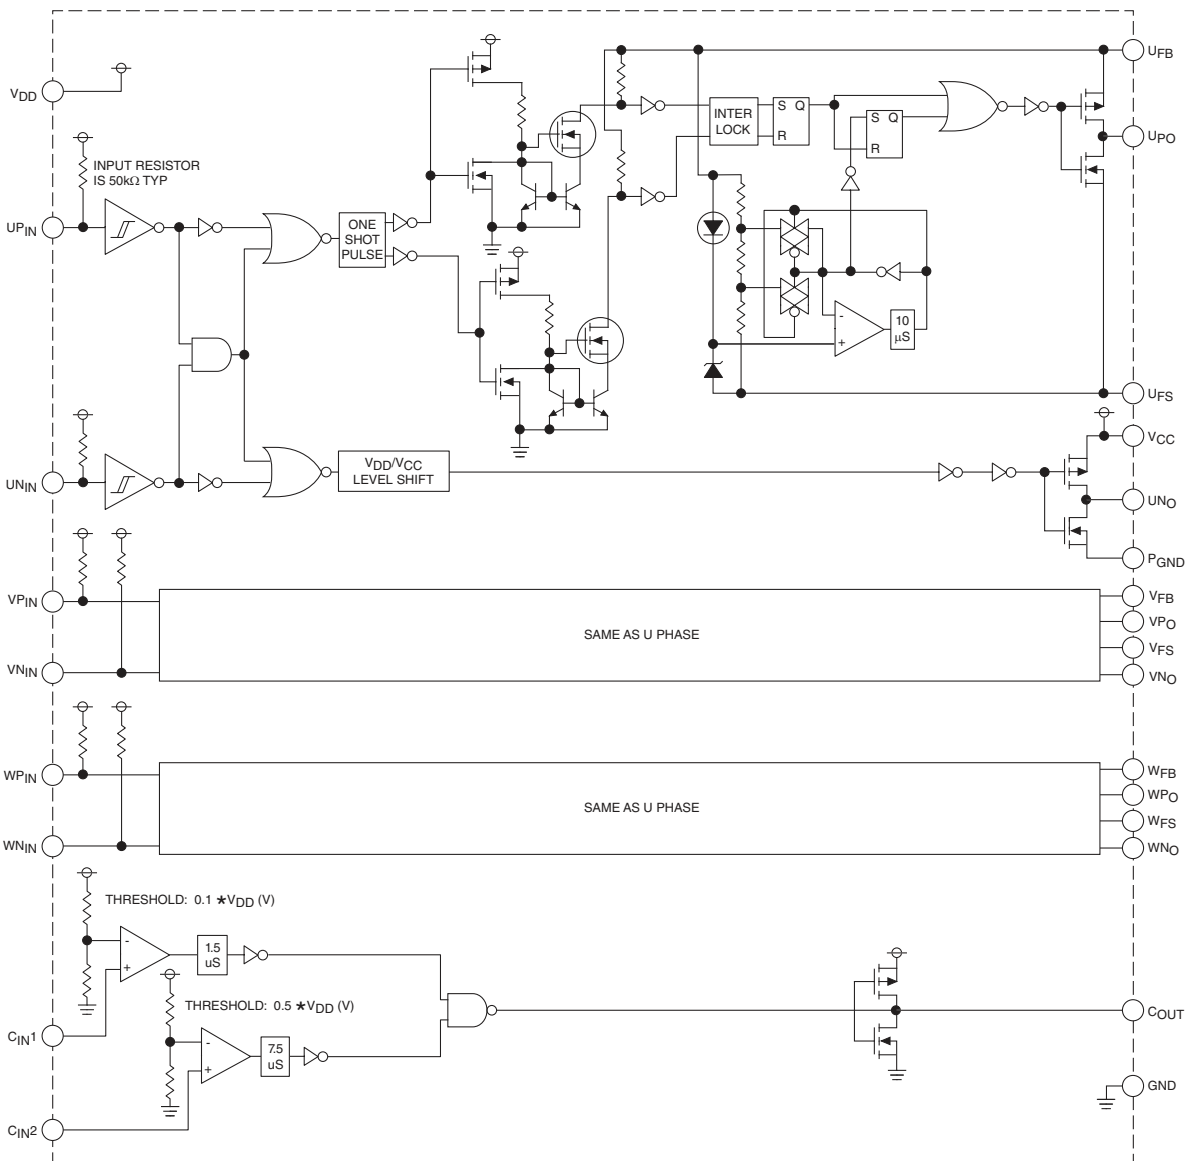 UFB
VDD
INTER
LOCK
S Q
R
S Q
R
UPO
INPUT RESISTOR
IS 50kΩ TYP
UPIN
ONE
SHOT
PULSE
-
+
10
µS
UFS
VCC
UNIN
VDD/VCC
LEVEL SHIFT
UNO
PGND
VPIN
SAME AS U PHASE
VFB
VPO
VFS
VNIN
VNO
WPIN
SAME AS U PHASE
WFB
WPO
WFS
WNIN
WNO
THRESHOLD: 0.1 *VDD (V)
-
+
1.5
uS
THRESHOLD: 0.5 *VDD (V)
CIN1
-
+
7.5
uS
COUT
GND
CIN2